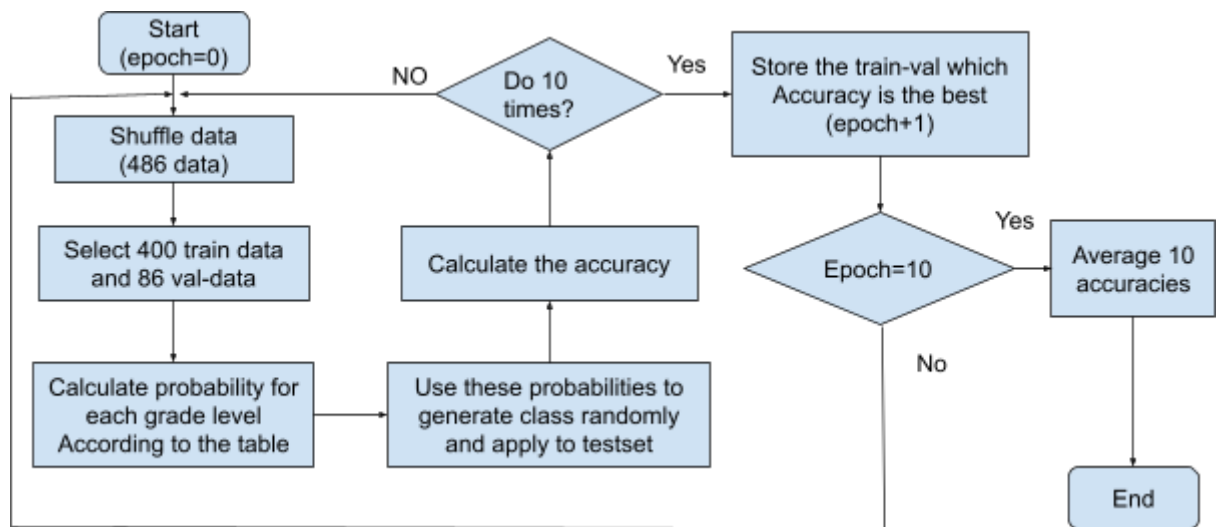 Start
(epoch=0)
Shuffle data
(486 data)
Select 400 train data
and 86 val-data
Calculate probability for
each grade level
According to the table
Use these probabilities to
generate class randomly
and apply to testset
Calculate the accuracy
Do 10
times?
NO
Yes
Store the train-val which
Accuracy is the best
(epoch+1)
Epoch=10
Yes
No
Average 10
accuracies
End